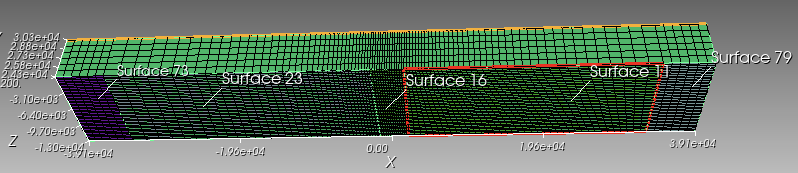 3.03e+04
2.88e+04
2.73e+04
2.58e+04
2.43e+04
200.
-3.10e+03
-6.40e+03
-9.70e+03
-1.30e+04
Z
Surface 73
Surface 23
Surface 16
Surface 11
Surface 79
-3.91e+04
-1.96e+04
0.00
1.96e+04
3.91e+04
X